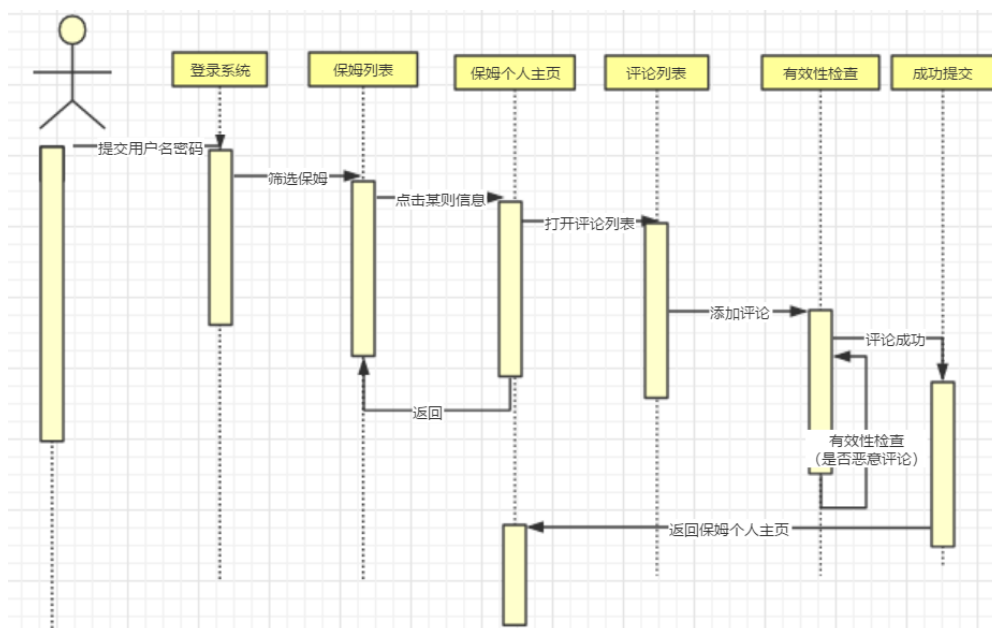 登录系统
保姆列表
保姆个人主页
评论列表
有效性检查
成功提交
提交用户名密码
筛选保姆
点击某则信息
打开评论列表
添加评论
评论成功
返回
有效性检查
（是否恶意评论）
返回保姆个人主页